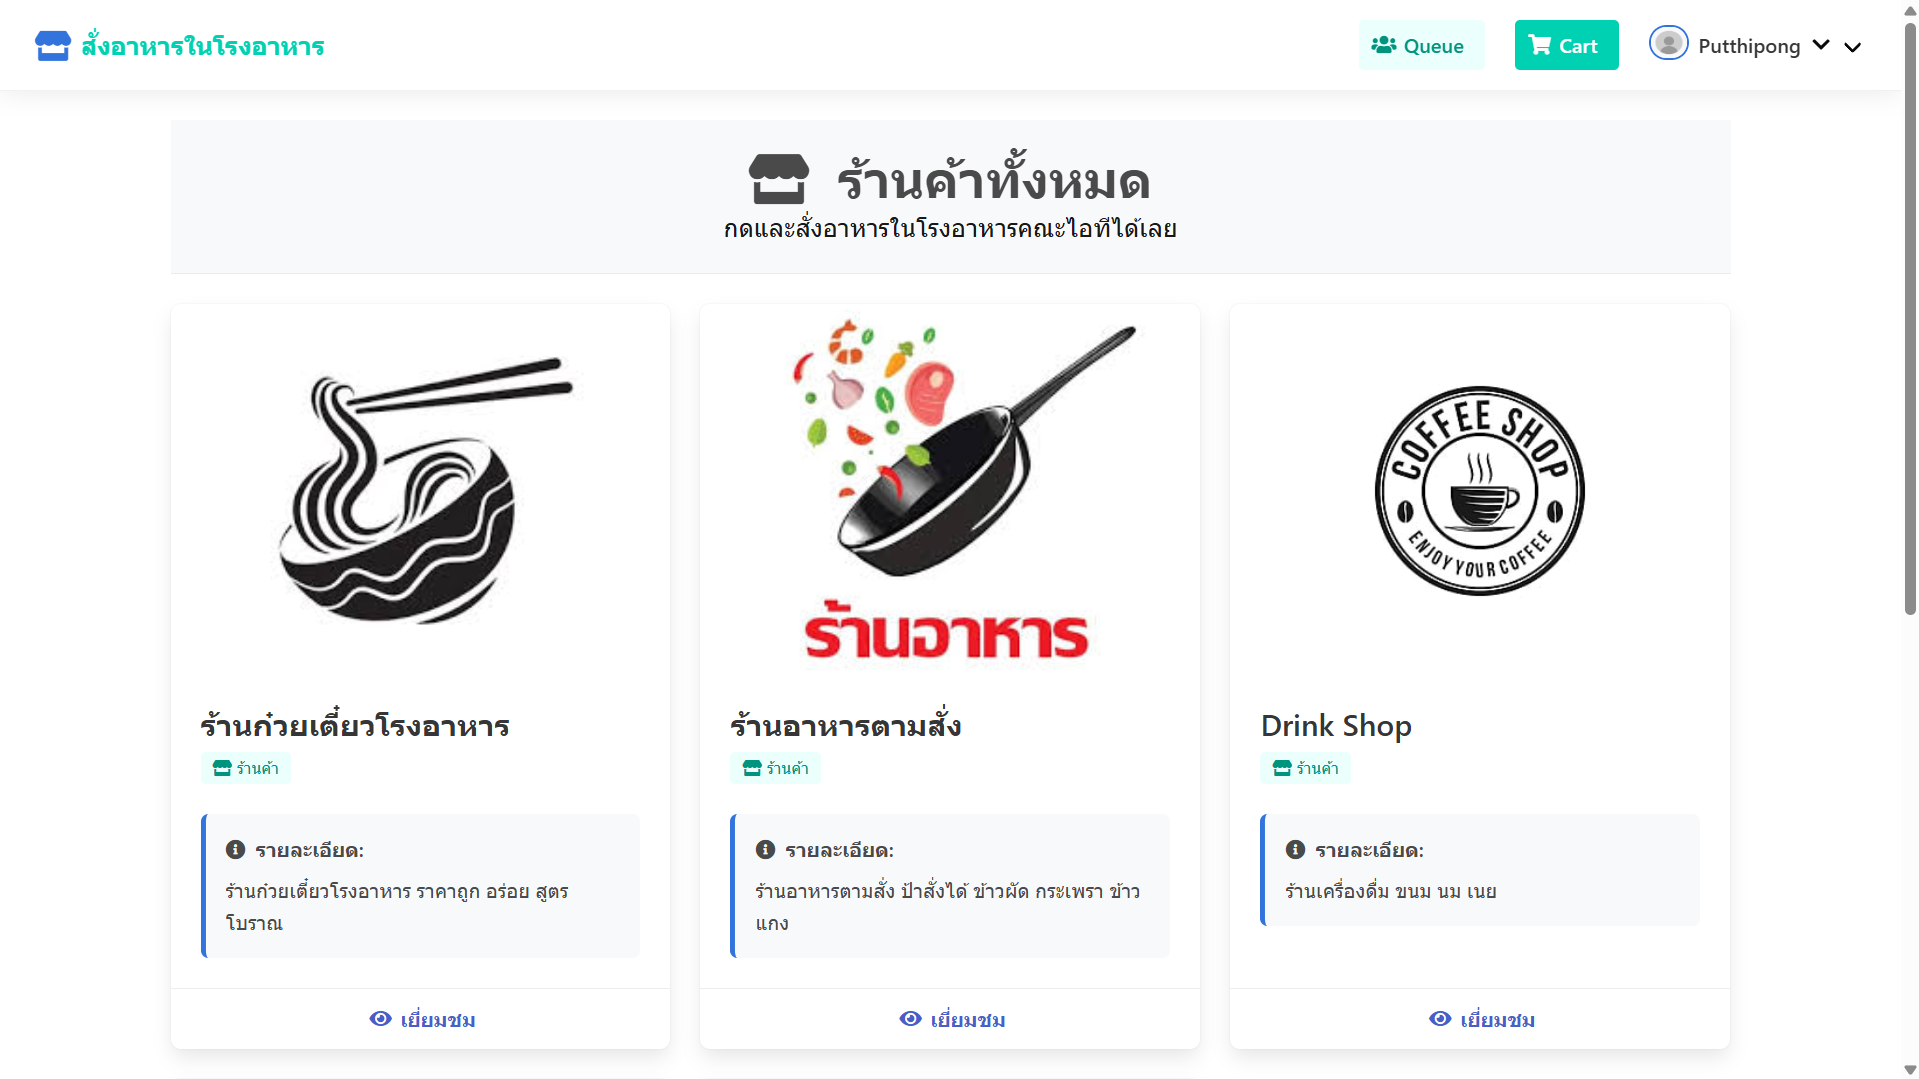 สั่งอาหารในโรงอาหาร
Queue
Cart
Putthipong
ร้านค้าทั้งหมด
กดและสั่งอาหารในโรงอาหารคณะไอทีได้เลย
ร้านอาหาร
COFFEE SHOP
ENJOY YOUR COFFEE
ร้านก๋วยเตี๋ยวโรงอาหาร
ร้านค้า
รายละเอียด:
ร้านก๋วยเตี๋ยวโรงอาหาร ราคาถูก อร่อย สูตร
โบราณ
เยี่ยมชม
ร้านอาหารตามสั่ง
ร้านค้า
รายละเอียด:
ร้านอาหารตามสั่ง ป้าสั่งได้ ข้าวผัด กระเพรา ข้าว
แกง
เยี่ยมชม
Drink Shop
ร้านค้า
รายละเอียด:
ร้านเครื่องดื่ม ขนม นม เนย
เยี่ยมชม